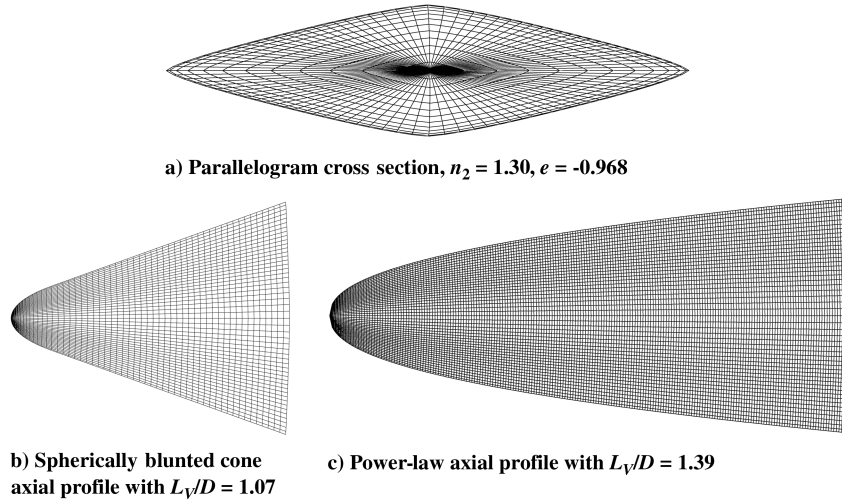 a) Parallelogram cross section, n2 = 1.30, e = -0.968
b) Spherically blunted cone
axial profile with LV/D = 1.07
c) Power-law axial profile with LV/D = 1.39